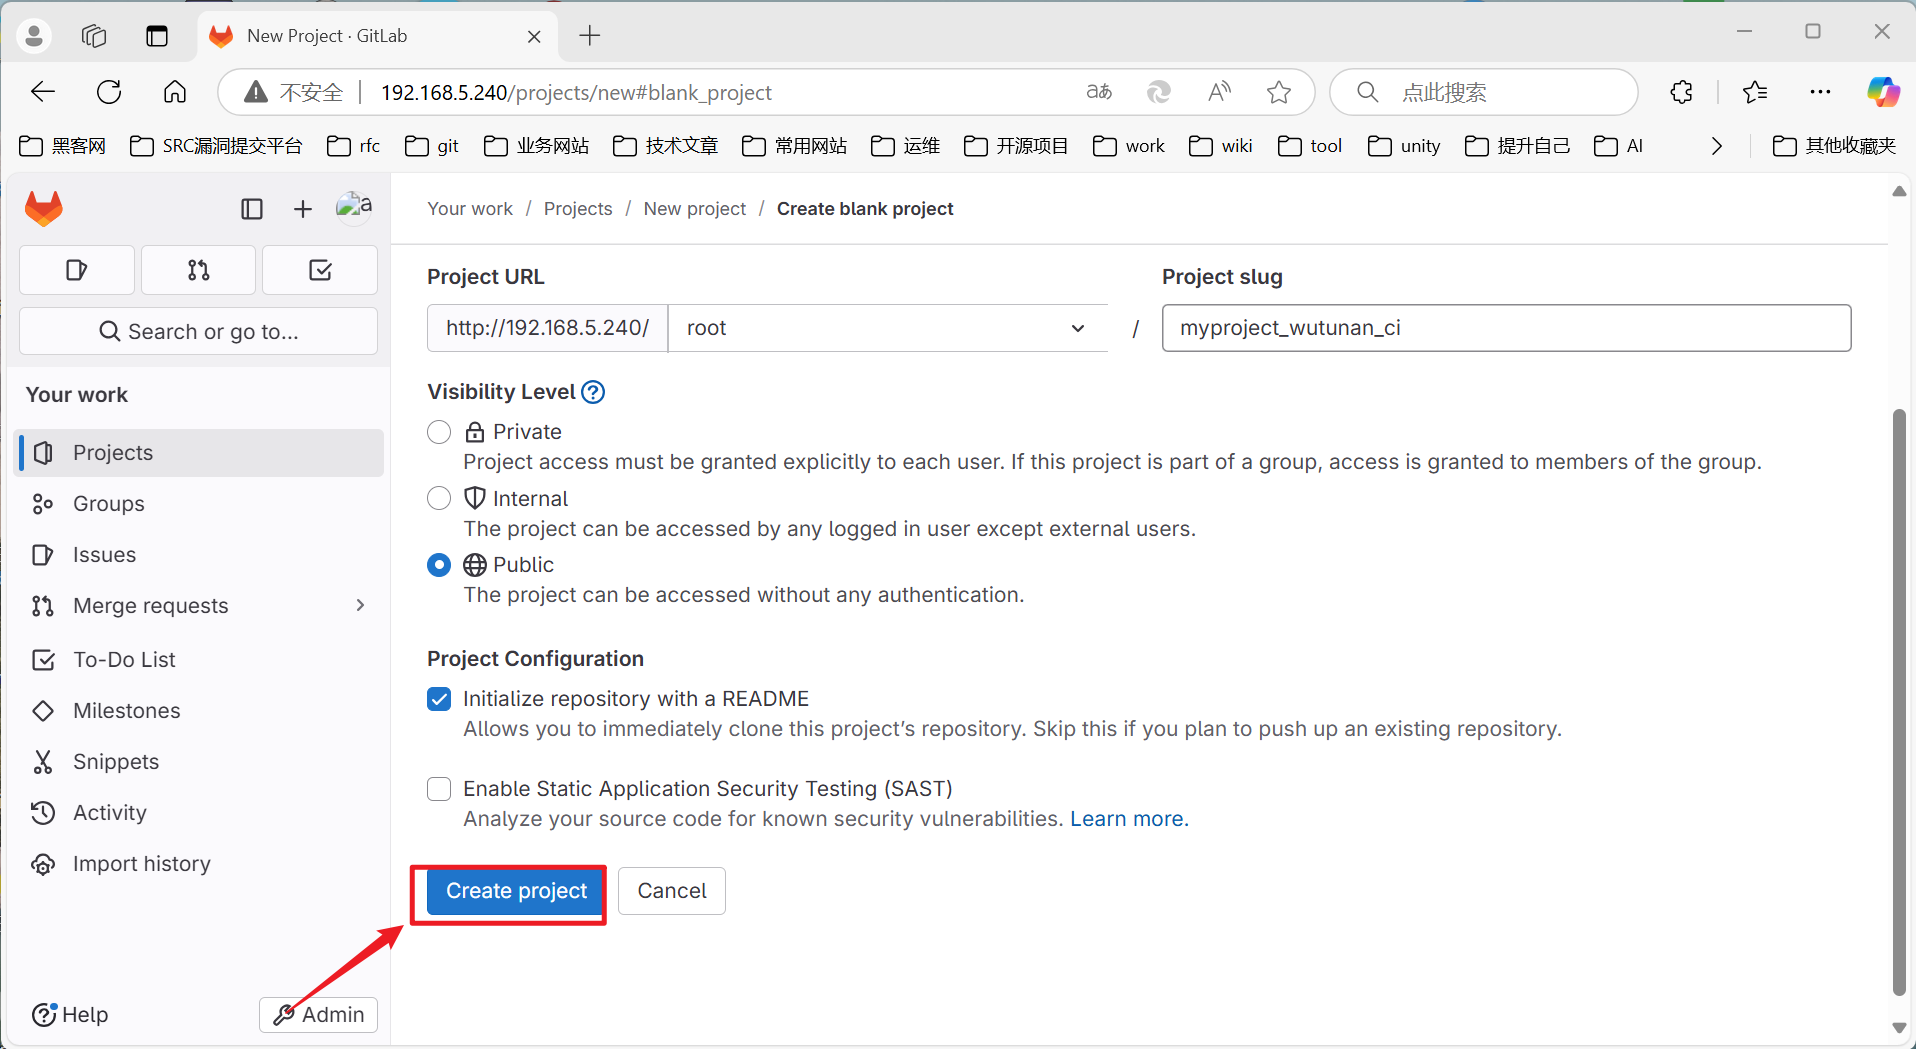 New Project · GitLab
不安全
192.168.5.240/projects/new#blank_project
aあ
点此搜索
黑客网
SRC漏洞提交平台
rfc
git
业务网站
技术文章
常用网站
运维
开源项目
work
wiki
tool
unity
提升自己
AI
其他收藏夹
a
Your work / Projects / New project / Create blank project
Search or go to...
Your work
Projects
Groups
Issues
Merge requests
To-Do List
Milestones
Snippets
Activity
Import history
Help
Admin
Project URL
Project slug
http://192.168.5.240/
root
/
myproject_wutunan_ci
Visibility Level
Private
Project access must be granted explicitly to each user. If this project is part of a group, access is granted to members of the group.
Internal
The project can be accessed by any logged in user except external users.
Public
The project can be accessed without any authentication.
Project Configuration
Initialize repository with a README
Allows you to immediately clone this project’s repository. Skip this if you plan to push up an existing repository.
Enable Static Application Security Testing (SAST)
Analyze your source code for known security vulnerabilities. Learn more.
Create project
Cancel